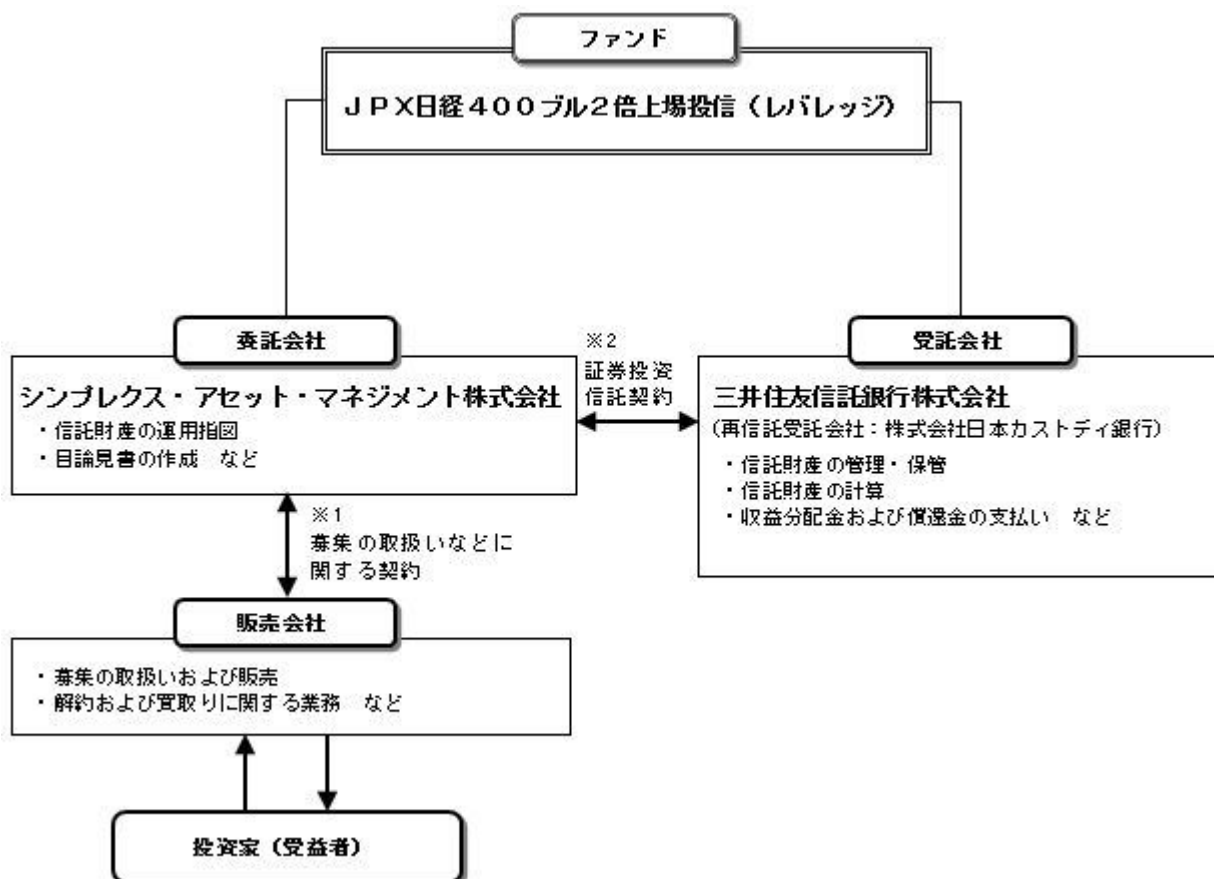 ファンド
JPX日経400ブル2倍上場投信（レバレッジ）
委託会社
シンプレクス・アセット・マネジメント株式会社
・信託財産の運用指図
・目論見書の作成　など
※2
証券投資
信託契約
受託会社
三井住友信託銀行株式会社
(再信託受託会社：株式会社日本カストディ銀行)
・信託財産の管理・保管
・信託財産の計算
・収益分配金および償還金の支払い　など
※1
募集の取扱いなどに
関する契約
販売会社
・募集の取扱いおよび販売
・解約および買取りに関する業務　など
投資家（受益者）